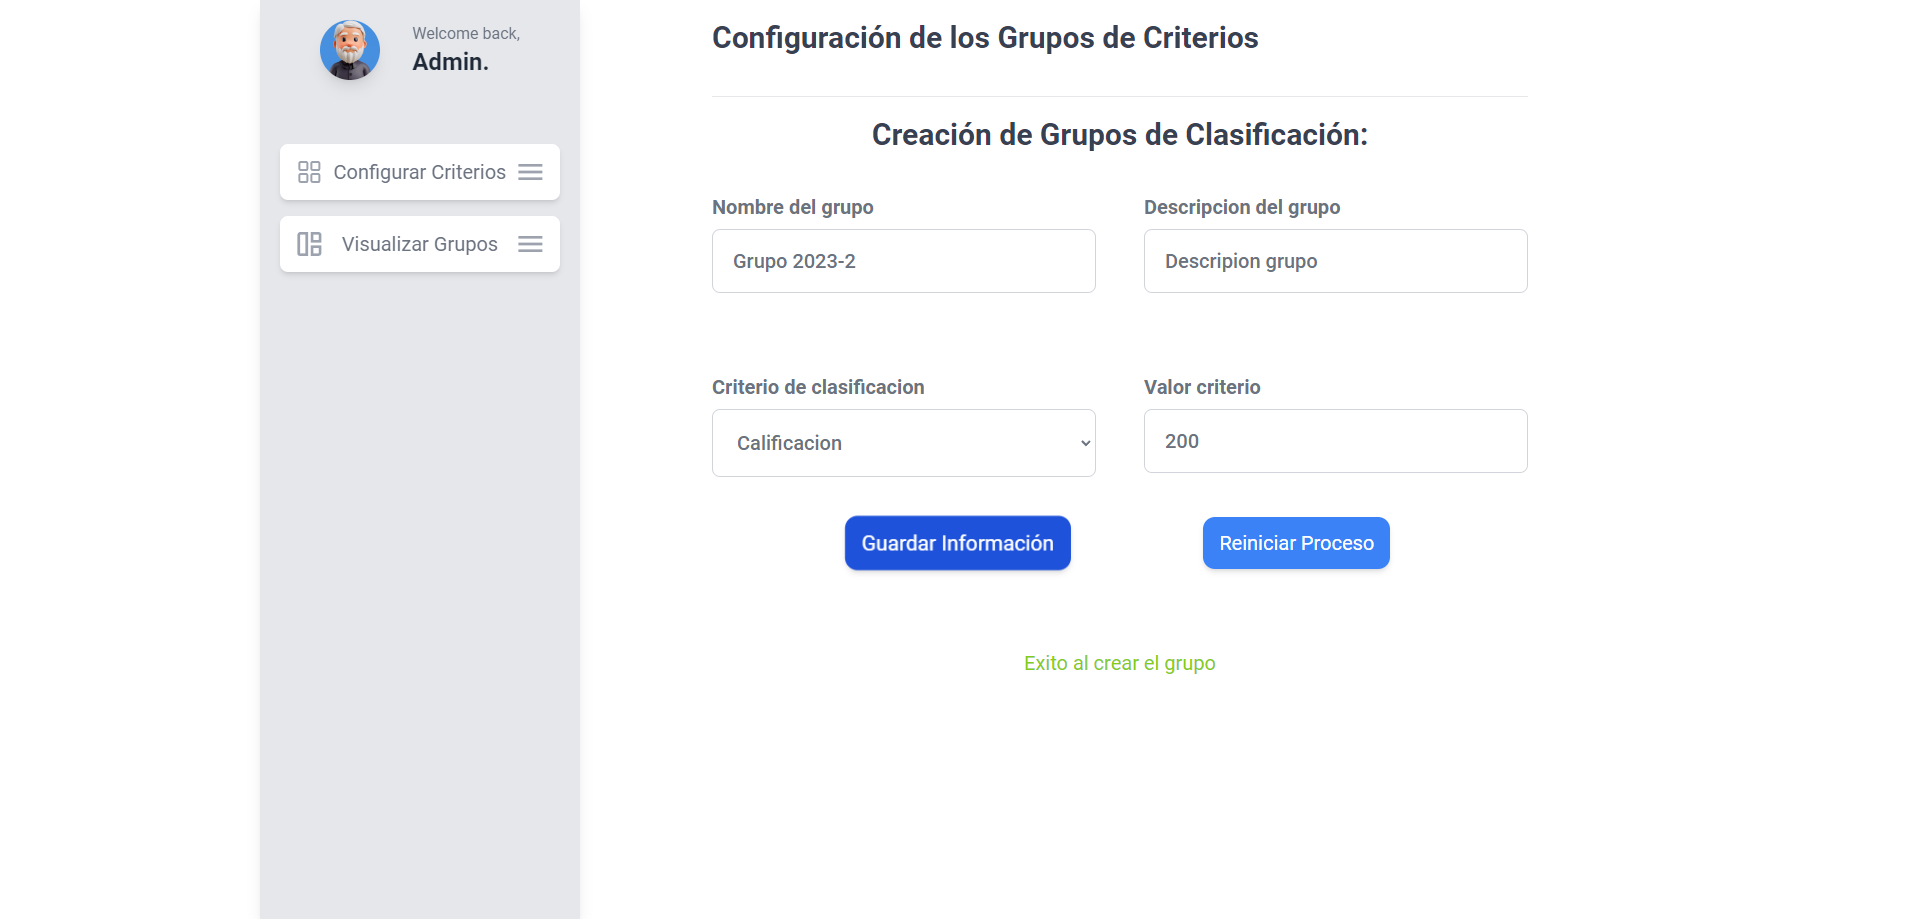 Welcome back,
Admin.
Configurar Criterios
Visualizar Grupos
Configuración de los Grupos de Criterios
Creación de Grupos de Clasificación:
Nombre del grupo
Descripcion del grupo
Grupo 2023-2
Descripion grupo
Criterio de clasificacion
Valor criterio
Calificacion
200
Guardar Información
Reiniciar Proceso
Exito al crear el grupo